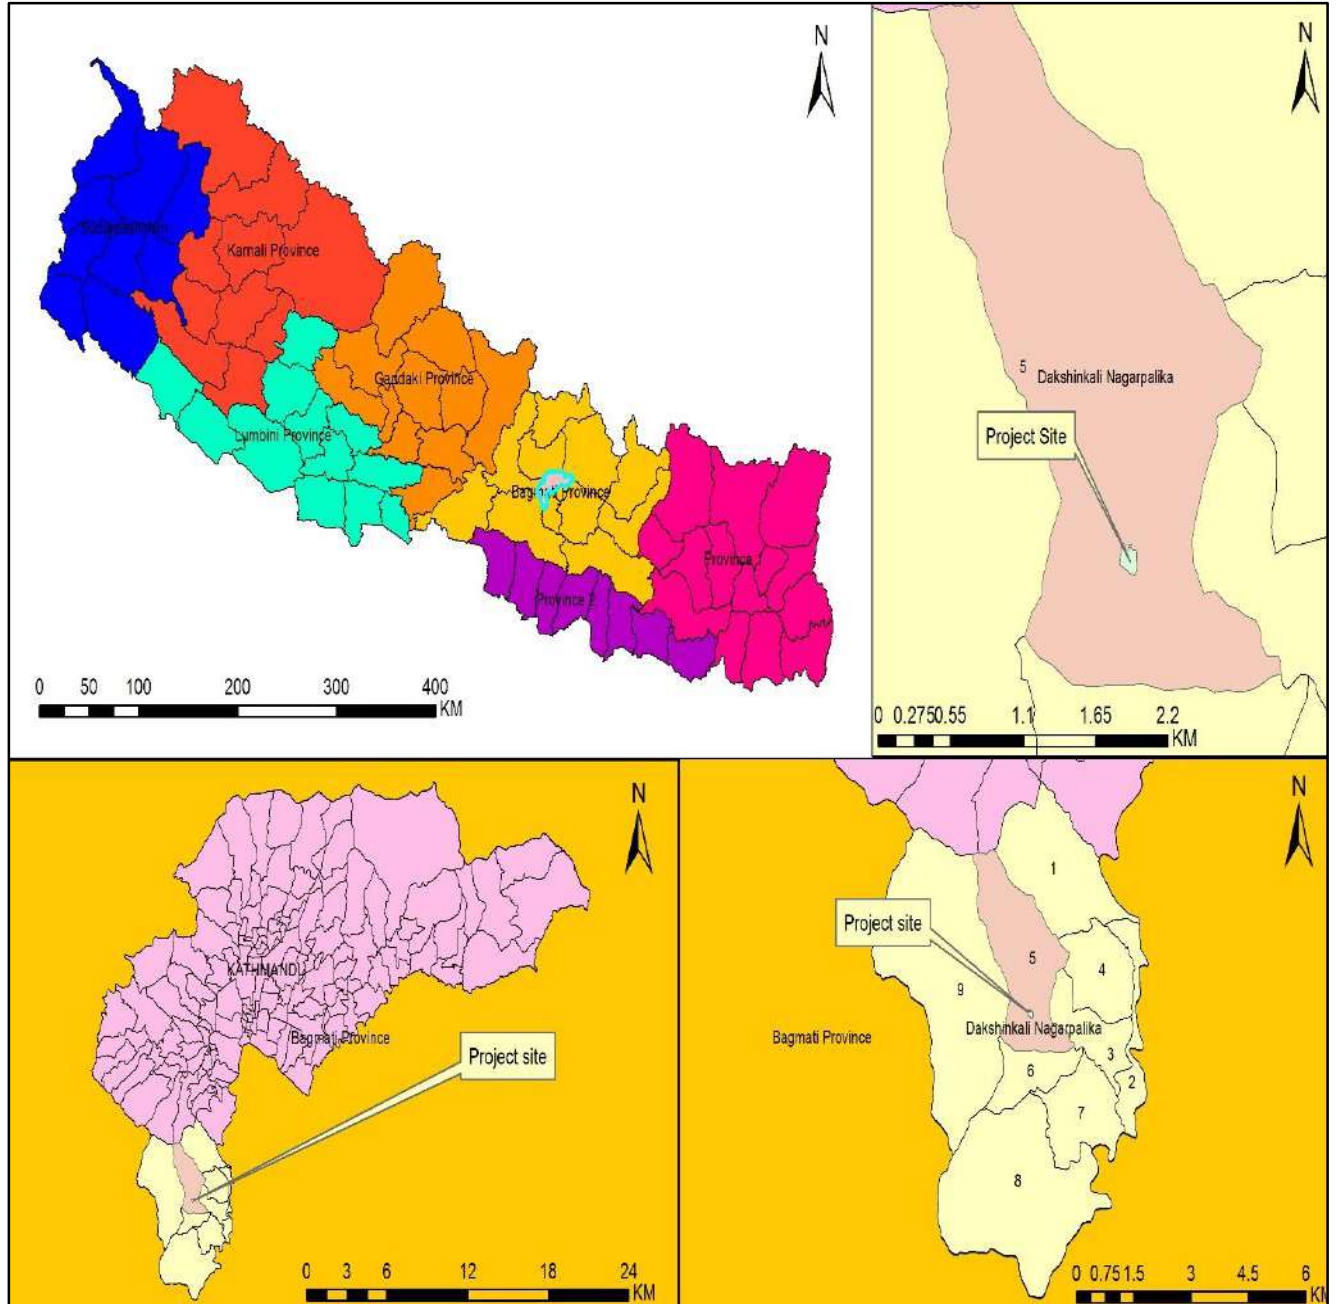 N
Karnali Province
Gandaki Province
Lumbini Province
Bagmati Province
Province 1
Province 2
0 50 100 200 300 400
KM
N
5
Dakshinkali Nagarpalika
Project Site
0 0.275 0.55 1.1 1.65 2.2
KM
N
KATHMANDU
Bagmati Province
Project site
0 3 6 12 18 24
KM
N
1
Project site
5
4
9
Dakshinkali Nagarpalika
Bagmati Province
3
6
2
7
8
0 0.75 1.5 3 4.5 6
KM